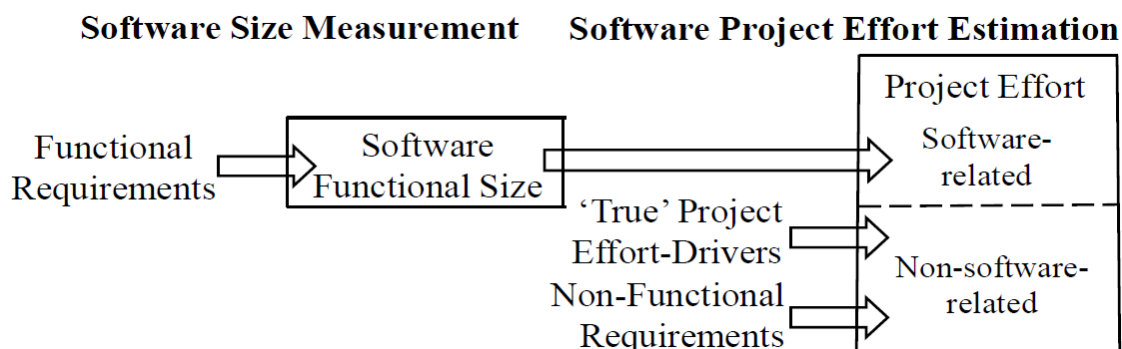 Software Size Measurement
Software Project Effort Estimation
Functional
Requirements
Software
Functional Size
Project Effort
Software-
related
‘True’ Project
Effort-Drivers
Non-Functional
Requirements
Non-software-
related